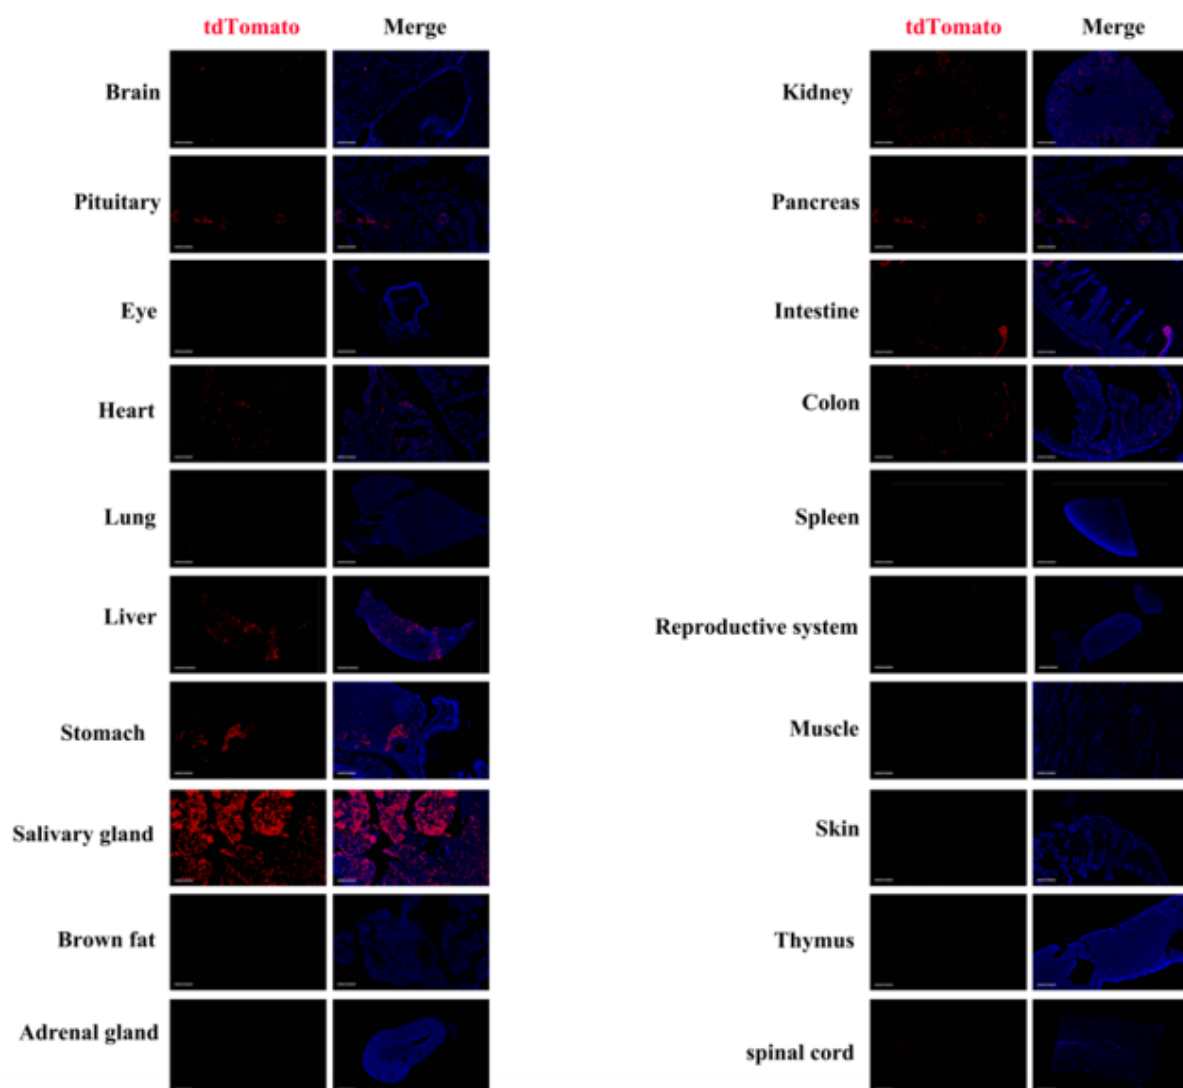 tdTomato Merge tdTomato Merge
Brain Kidney
Pituitary Pancreas
Eye Intestine
Heart Colon
Lung Spleen
Liver Reproductive system
Stomach Muscle
Salivary gland Skin
Brown fat Thymus
Adrenal gland spinal cord